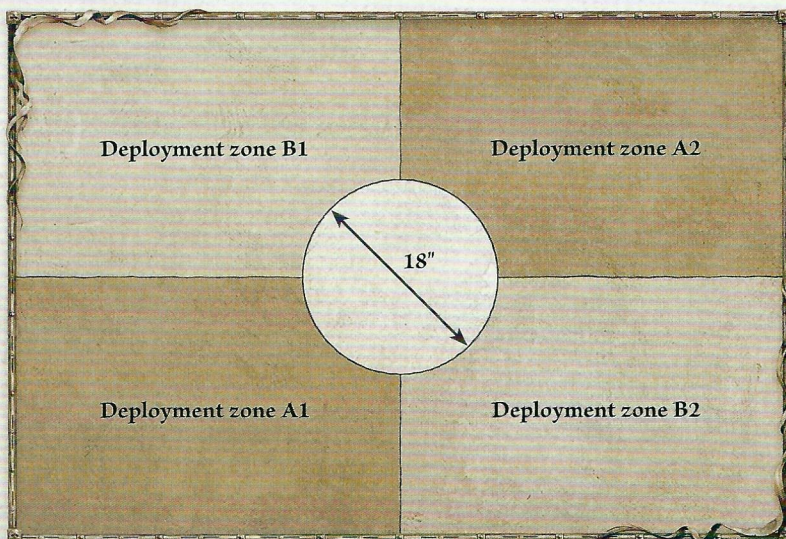 Deployment zone B1
Deployment zone A2
18"
Deployment zone A1
Deployment zone B2